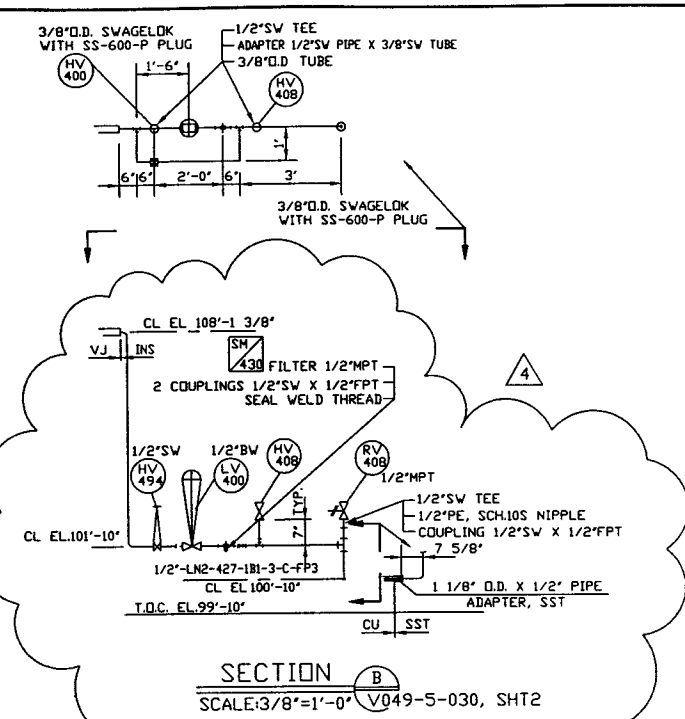 3/8"O.D. SWAGELOK
WITH SS-600-P PLUG
1/2"SW TEE
ADAPTER 1/2"SW PIPE X 3/8"SW TUBE
3/8"O.D TUBE
HV
400
1'-6"
HV
408
1'
6"
6"
2'-0"
6"
3'
3/8"O.D. SWAGELOK
WITH SS-600-P PLUG
CL EL 108'-1 3/8"
VJ
INS
SM
430
FILTER 1/2"MPT
2 COUPLINGS 1/2"SW X 1/2"FPT
SEAL WELD THREAD
4
1/2"SW
HV
494
1/2"BW
LV
400
HV
408
RV
408
1/2"MPT
7" TYP.
1/2"SW TEE
1/2"PE, SCH.10S NIPPLE
COUPLING 1/2"SW X 1/2"FPT
7 5/8"
CL EL.101'-10"
1/2"-LN2-427-1B1-3-C-FP3
CL EL 100'-10"
1 1/8" O.D. X 1/2" PIPE
ADAPTER, SST
T.O.C. EL.99'-10"
CU
SST
SECTION
B
SCALE:3/8"=1'-0"
V049-5-030, SHT2